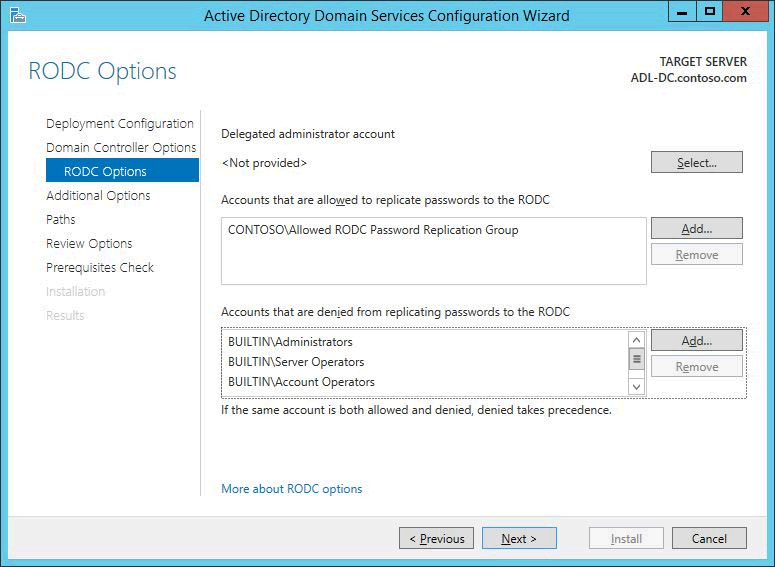 Active Directory Domain Services Configuration Wizard
RODC Options
TARGET SERVER
ADL-DC.contoso.com
Deployment Configuration
Domain Controller Options
RODC Options
Additional Options
Paths
Review Options
Prerequisites Check
Installation
Results
Delegated administrator account
<Not provided>
Select...
Accounts that are allowed to replicate passwords to the RODC
CONTOSO\Allowed RODC Password Replication Group
Add...
Remove
Accounts that are denied from replicating passwords to the RODC
BUILTIN\Administrators
BUILTIN\Server Operators
BUILTIN\Account Operators
Add...
Remove
If the same account is both allowed and denied, denied takes precedence.
More about RODC options
< Previous
Next >
Install
Cancel